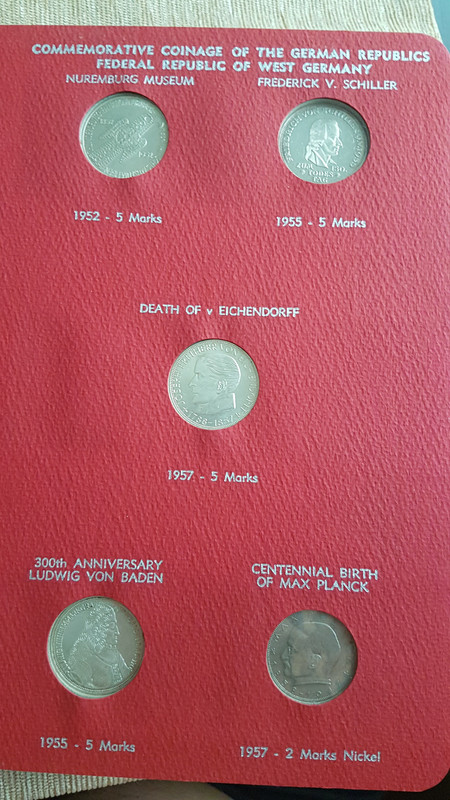 COMMEMORATIVE COINAGE OF THE GERMAN REPUBLICS
FEDERAL REPUBLIC OF WEST GERMANY
NUREMBURG MUSEUM
FREDERICK V. SCHILLER
1952 - 5 Marks
1955 - 5 Marks
DEATH OF v EICHENDORFF
1957 - 5 Marks
300th ANNIVERSARY
LUDWIG VON BADEN
CENTENNIAL BIRTH
OF MAX PLANCK
1955 - 5 Marks
1957 - 2 Marks Nickel